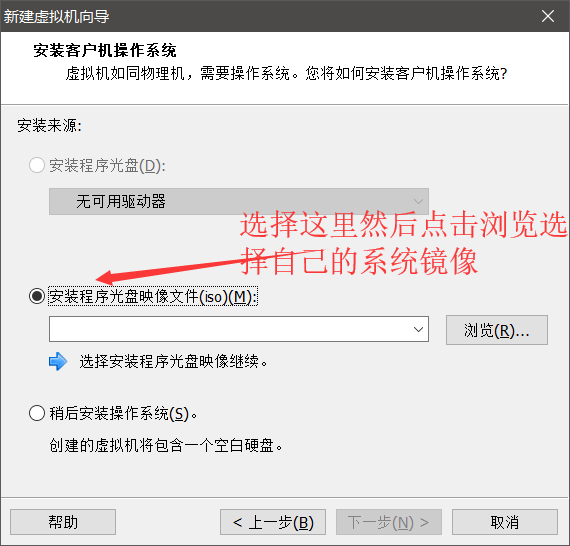 新建虚拟机向导
安装客户机操作系统
虚拟机如同物理机，需要操作系统。您将如何安装客户机操作系统?
安装来源:
安装程序光盘(D):
无可用驱动器
选择这里然后点击浏览选
择自己的系统镜像
安装程序光盘映像文件(iso)(M):
浏览(R)...
选择安装程序光盘映像继续。
稍后安装操作系统(S)。
创建的虚拟机将包含一个空白硬盘。
帮助
< 上一步(B)
下一步(N) >
取消